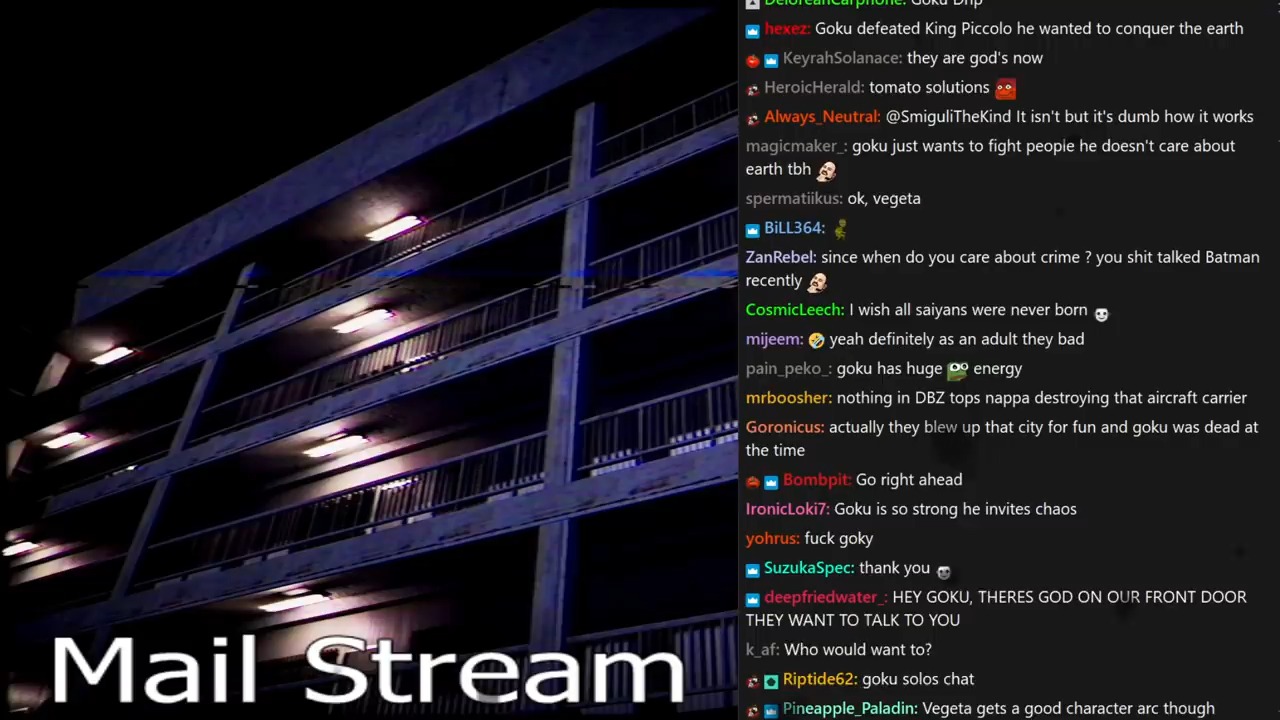 DeloreanCarphone: Goku Drip
hexez: Goku defeated King Piccolo he wanted to conquer the earth
KeyrahSolanace: they are god's now
HeroicHerald: tomato solutions
Always_Neutral: @SmiguliTheKind It isn't but it's dumb how it works
magicmaker_: goku just wants to fight people he doesn't care about
earth tbh
spermatiikus: ok, vegeta
BiLL364:
ZanRebel: since when do you care about crime ? you shit talked Batman
recently
CosmicLeech: I wish all saiyans were never born
mijeem: 🤣 yeah definitely as an adult they bad
pain_peko_: goku has huge energy
mrboosher: nothing in DBZ tops nappa destroying that aircraft carrier
Goronicus: actually they blew up that city for fun and goku was dead at
the time
Bombpit: Go right ahead
IronicLoki7: Goku is so strong he invites chaos
yohrus: fuck goky
SuzukaSpec: thank you
deepfriedwater_: HEY GOKU, THERES GOD ON OUR FRONT DOOR
THEY WANT TO TALK TO YOU
k_af: Who would want to?
Riptide62: goku solos chat
Pineapple_Paladin: Vegeta gets a good character arc though
Mail Stream